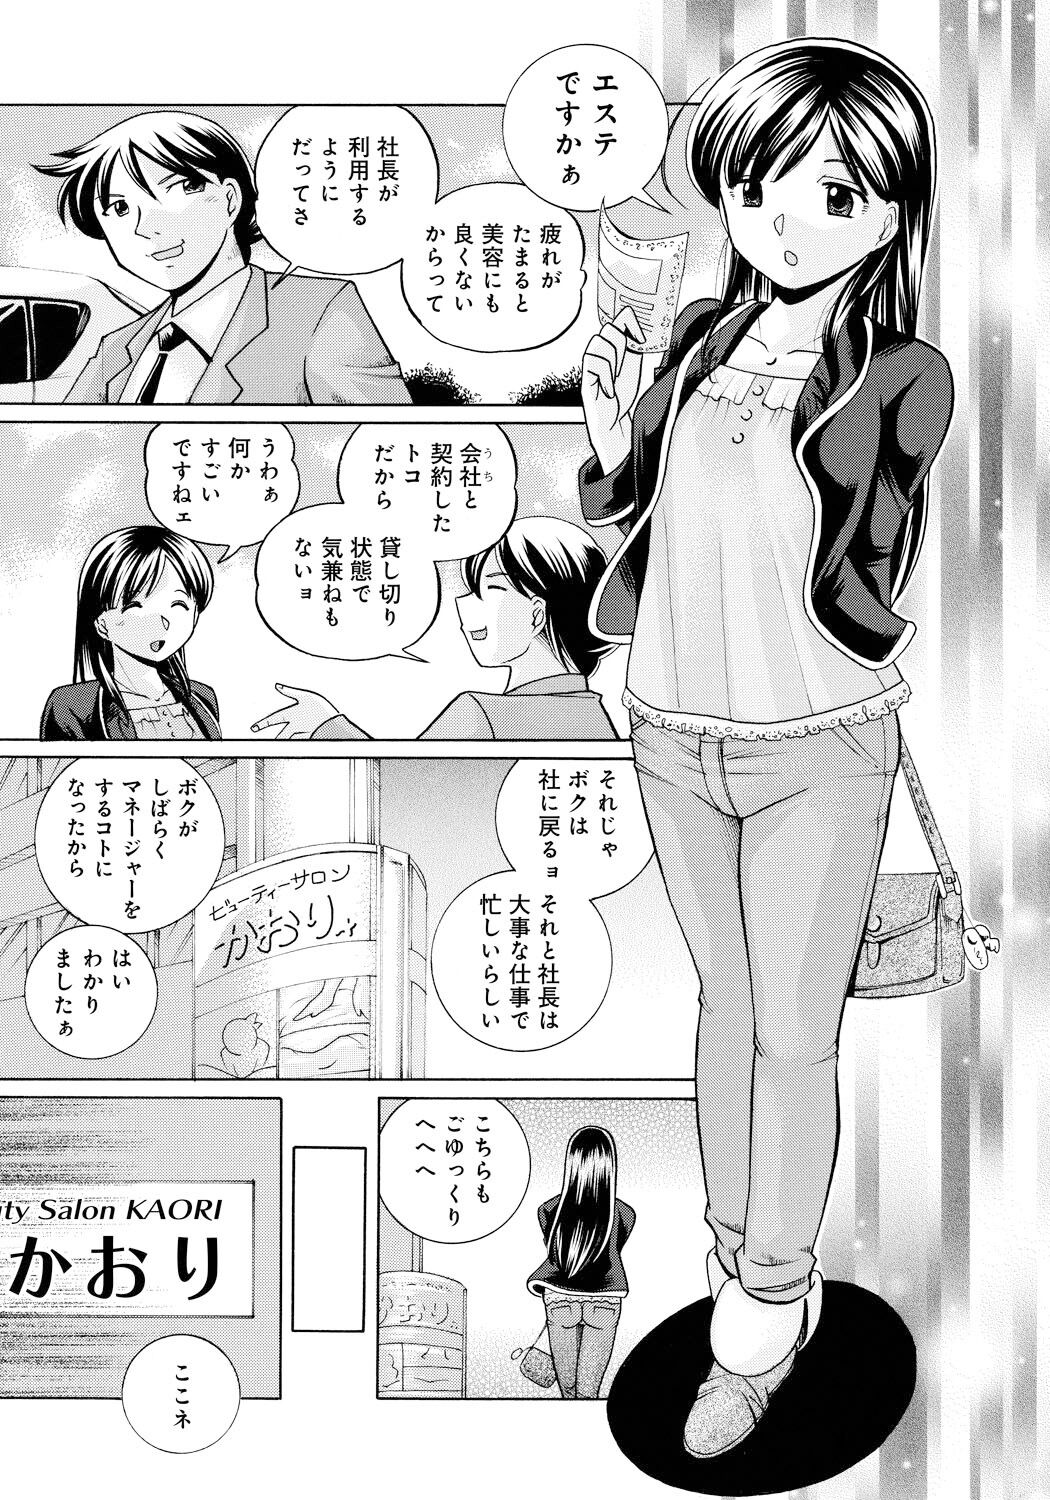 エステ
ですかぁ
疲れが
たまると
美容にも
良くない
からって
社長が
利用する
ように
だってさ
会社と
うち
契約した
トコ
だから
貸し切り
状態で
気兼ねも
ないョ
うわぁ
何か
すごい
ですねェ
それじゃ
ボクは
社に戻るョ
それと社長は
大事な仕事で
忙しいらしい
ビューティーサロン
かおり
ボクが
しばらく
マネージャーを
するコトに
なったから
はい
わかり
ましたぁ
こちらも
ごゆっくり
へへへ
かおり
ity Salon KAORI
かおり
ここネ